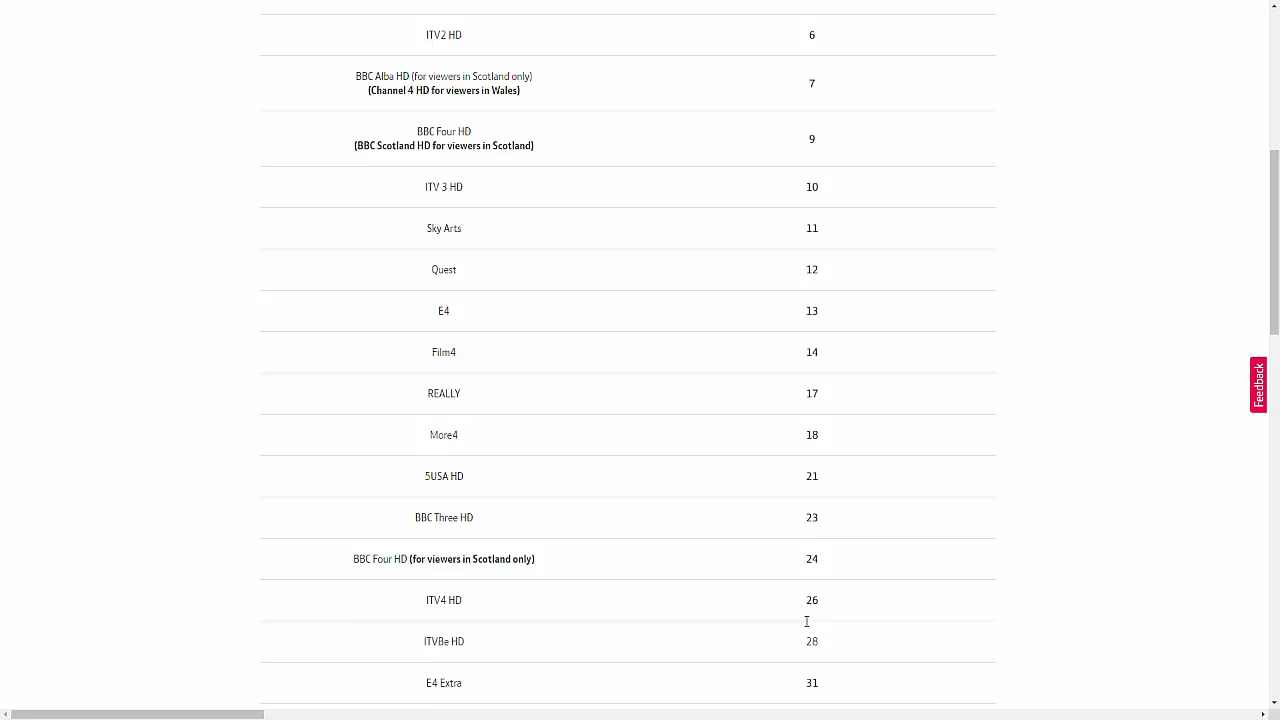 ITV2 HD 6
BBC Alba HD (for viewers in Scotland only)
(Channel 4 HD for viewers in Wales) 7
BBC Four HD
(BBC Scotland HD for viewers in Scotland) 9
ITV 3 HD 10
Sky Arts 11
Quest 12
E4 13
Film4 14
REALLY 17
More4 18
5USA HD 21
BBC Three HD 23
BBC Four HD (for viewers in Scotland only) 24
ITV4 HD 26
ITVBe HD 28
E4 Extra 31
Feedback